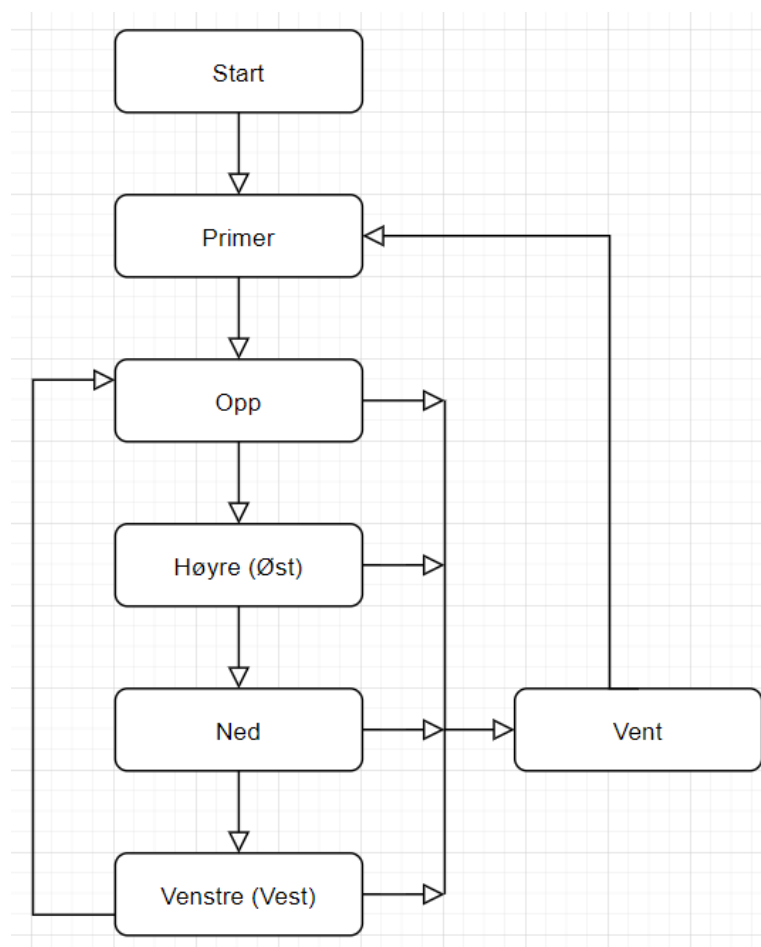 Start
Primer
Opp
Høyre (Øst)
Ned
Vent
Venstre (Vest)